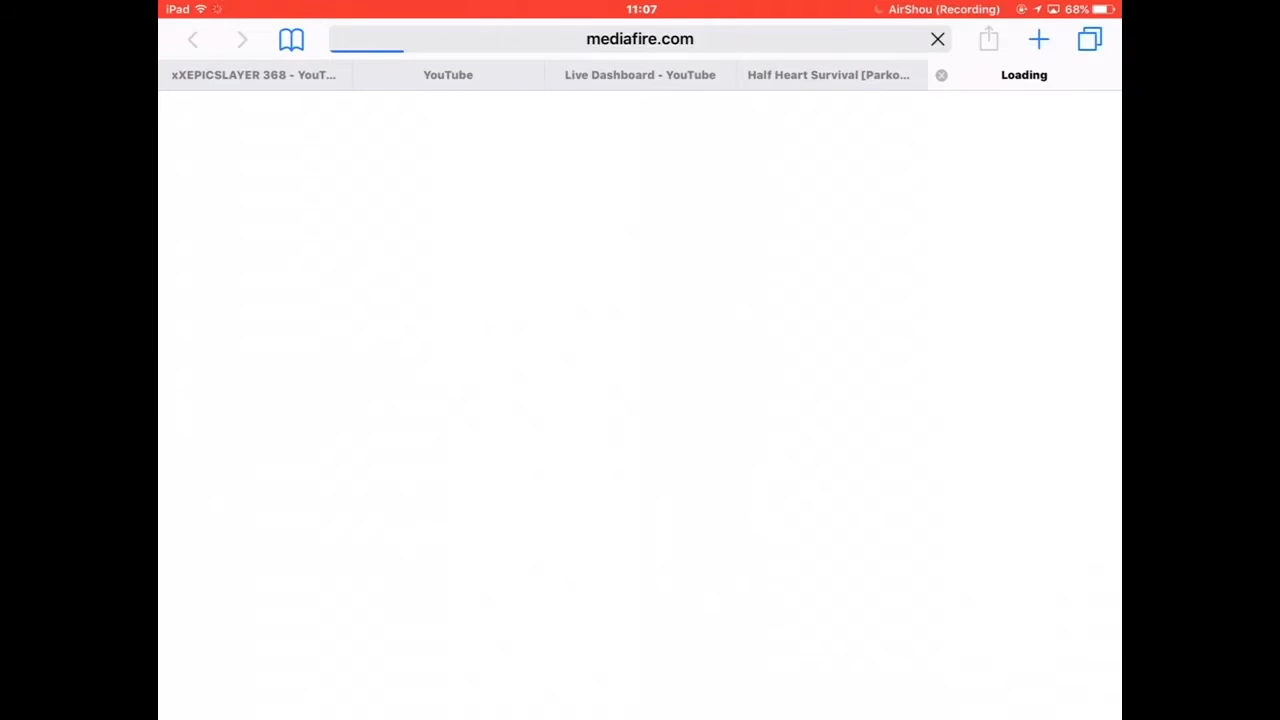 iPad 11:07 AirShou (Recording) 68%
mediafire.com
xXEPICSLAYER 368 - YouT... YouTube Live Dashboard - YouTube Half Heart Survival [Parko... Loading